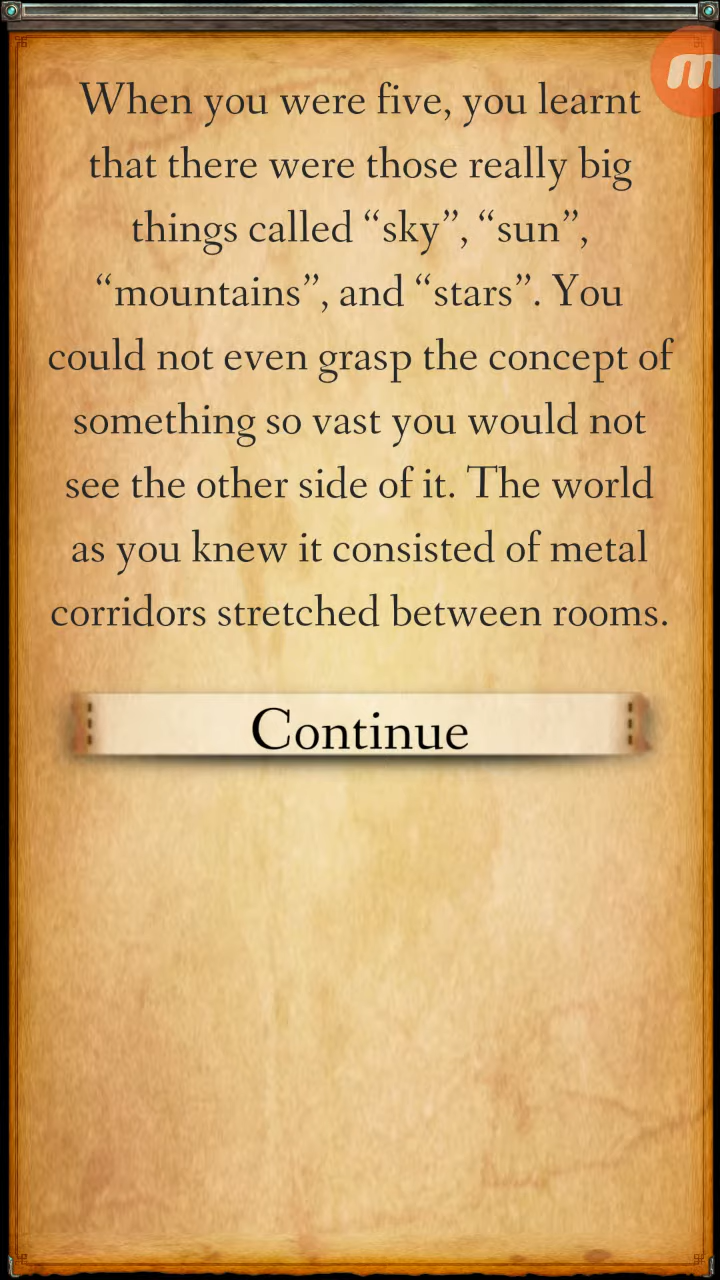 When you were five, you learnt
that there were those really big
things called “sky”, “sun”,
“mountains”, and “stars”. You
could not even grasp the concept of
something so vast you would not
see the other side of it. The world
as you knew it consisted of metal
corridors stretched between rooms.
Continue